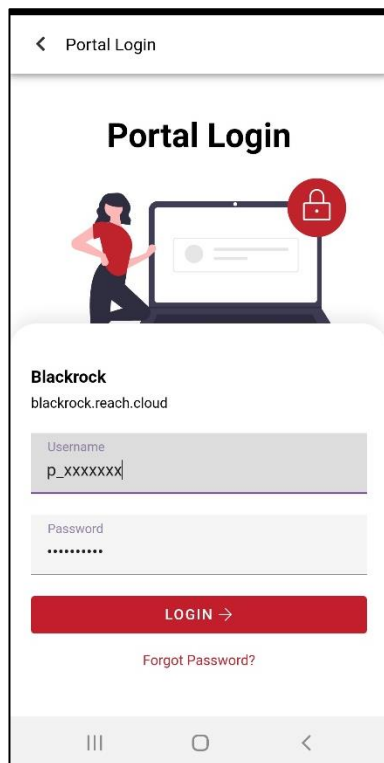 Portal Login
Portal Login
Blackrock
blackrock.reach.cloud
Username
p_xxxxxxx
Password
••••••••••
LOGIN →
Forgot Password?